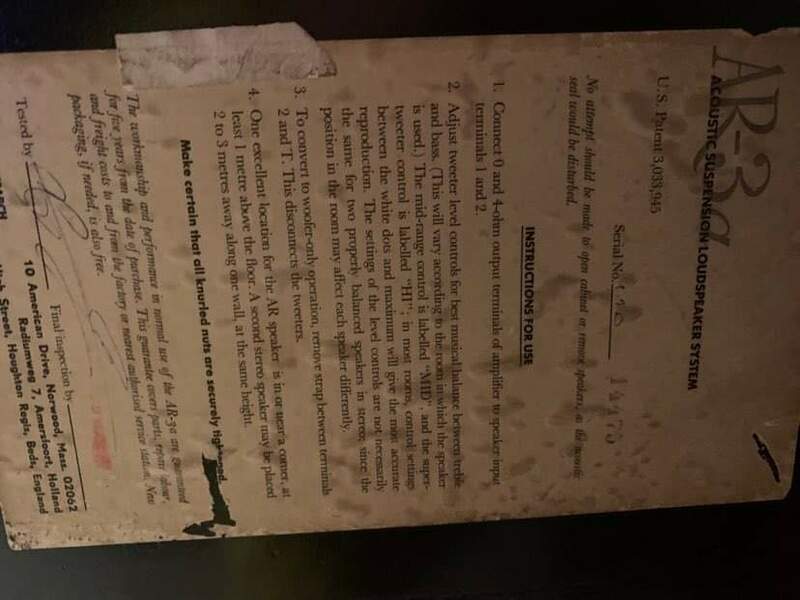 AR-3a
ACOUSTIC SUSPENSION LOUDSPEAKER SYSTEM
U.S. Patent 3,033,945
Serial No. 14475
No attempt should be made to open cabinet or remove speakers, as the acoustic
seal would be disturbed.
INSTRUCTIONS FOR USE
1. Connect 0 and 4-ohm output terminals of amplifier to speaker input
terminals 1 and 2.
2. Adjust tweeter level controls for best musical balance between treble
and bass. (This will vary according to the room in which the speaker
is used.) The mid-range control is labelled "MID", and the super-
tweeter control is labelled "HI"; in most rooms, control settings
between the white dots and maximum will give the most accurate
reproduction. The settings of the level controls are not necessarily
the same for two properly balanced speakers in stereo, since the
position in the room may affect each speaker differently.
3. To convert to woofer-only operation, remove strap between terminals
2 and T. This disconnects the tweeters.
4. One excellent location for the AR speaker is in or near a corner, at
least 1 metre above the floor. A second stereo speaker may be placed
2 to 3 metres away along one wall, at the same height.
Make certain that all knurled nuts are securely tightened.
The workmanship and performance in normal use of the AR-3a are guaranteed
for five years from the date of purchase. This guarantee covers parts, repair labour,
and freight costs to and from the factory or nearest authorised service station. New
packaging, if needed, is also free.
Tested by Final inspection by
10 American Drive, Norwood, Mass. 02062
Radiumweg 7, Amersfoort, Holland
High Street, Houghton Regis, Beds, England